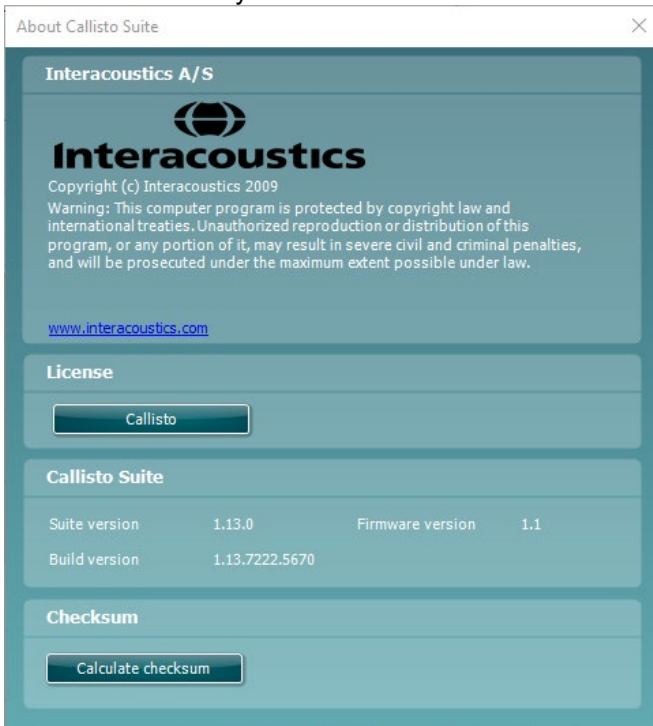 About Callisto Suite
Interacoustics A/S
Interacoustics
Copyright (c) Interacoustics 2009
Warning: This computer program is protected by copyright law and
international treaties. Unauthorized reproduction or distribution of this
program, or any portion of it, may result in severe civil and criminal penalties,
and will be prosecuted under the maximum extent possible under law.
www.interacoustics.com
License
Callisto
Callisto Suite
Suite version 1.13.0 Firmware version 1.1
Build version 1.13.7222.5670
Checksum
Calculate checksum